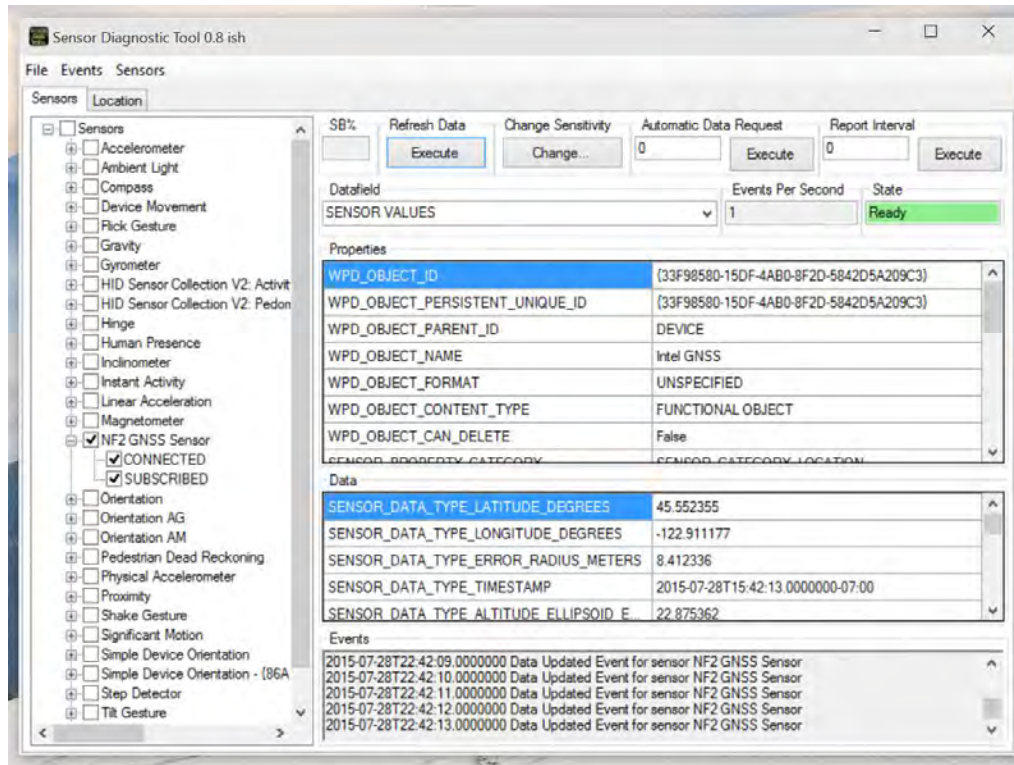 Sensor Diagnostic Tool 0.8 ish
File Events Sensors
Sensors Location
Sensors
Accelerometer
Ambient Light
Compass
Device Movement
Flick Gesture
Gravity
Gyrometer
HID Sensor Collection V2: Activit
HID Sensor Collection V2: Pedom
Hinge
Human Presence
Inclinometer
Instant Activity
Linear Acceleration
Magnetometer
NF2 GNSS Sensor
CONNECTED
SUBSCRIBED
Orientation
Orientation AG
Orientation AM
Pedestrian Dead Reckoning
Physical Accelerometer
Proximity
Shake Gesture
Significant Motion
Simple Device Orientation
Simple Device Orientation - {86A
Step Detector
Tilt Gesture
SB% Refresh Data Change Sensitivity Automatic Data Request Report Interval
Execute Change... 0 Execute 0 Execute
Datafield Events Per Second State
SENSOR VALUES 1 Ready
Properties
WPD_OBJECT_ID {33F98580-15DF-4AB0-8F2D-5842D5A209C3}
WPD_OBJECT_PERSISTENT_UNIQUE_ID {33F98580-15DF-4AB0-8F2D-5842D5A209C3}
WPD_OBJECT_PARENT_ID DEVICE
WPD_OBJECT_NAME Intel GNSS
WPD_OBJECT_FORMAT UNSPECIFIED
WPD_OBJECT_CONTENT_TYPE FUNCTIONAL OBJECT
WPD_OBJECT_CAN_DELETE False
SENSOR_PROPERTY_CATEGORY SENSOR_CATEGORY_LOCATION
Data
SENSOR_DATA_TYPE_LATITUDE_DEGREES 45.552355
SENSOR_DATA_TYPE_LONGITUDE_DEGREES -122.911177
SENSOR_DATA_TYPE_ERROR_RADIUS_METERS 8.412336
SENSOR_DATA_TYPE_TIMESTAMP 2015-07-28T15:42:13.0000000-07:00
SENSOR_DATA_TYPE_ALTITUDE_ELLIPSOID_E... 22.875362
Events
2015-07-28T22:42:09.0000000 Data Updated Event for sensor NF2 GNSS Sensor
2015-07-28T22:42:10.0000000 Data Updated Event for sensor NF2 GNSS Sensor
2015-07-28T22:42:11.0000000 Data Updated Event for sensor NF2 GNSS Sensor
2015-07-28T22:42:12.0000000 Data Updated Event for sensor NF2 GNSS Sensor
2015-07-28T22:42:13.0000000 Data Updated Event for sensor NF2 GNSS Sensor